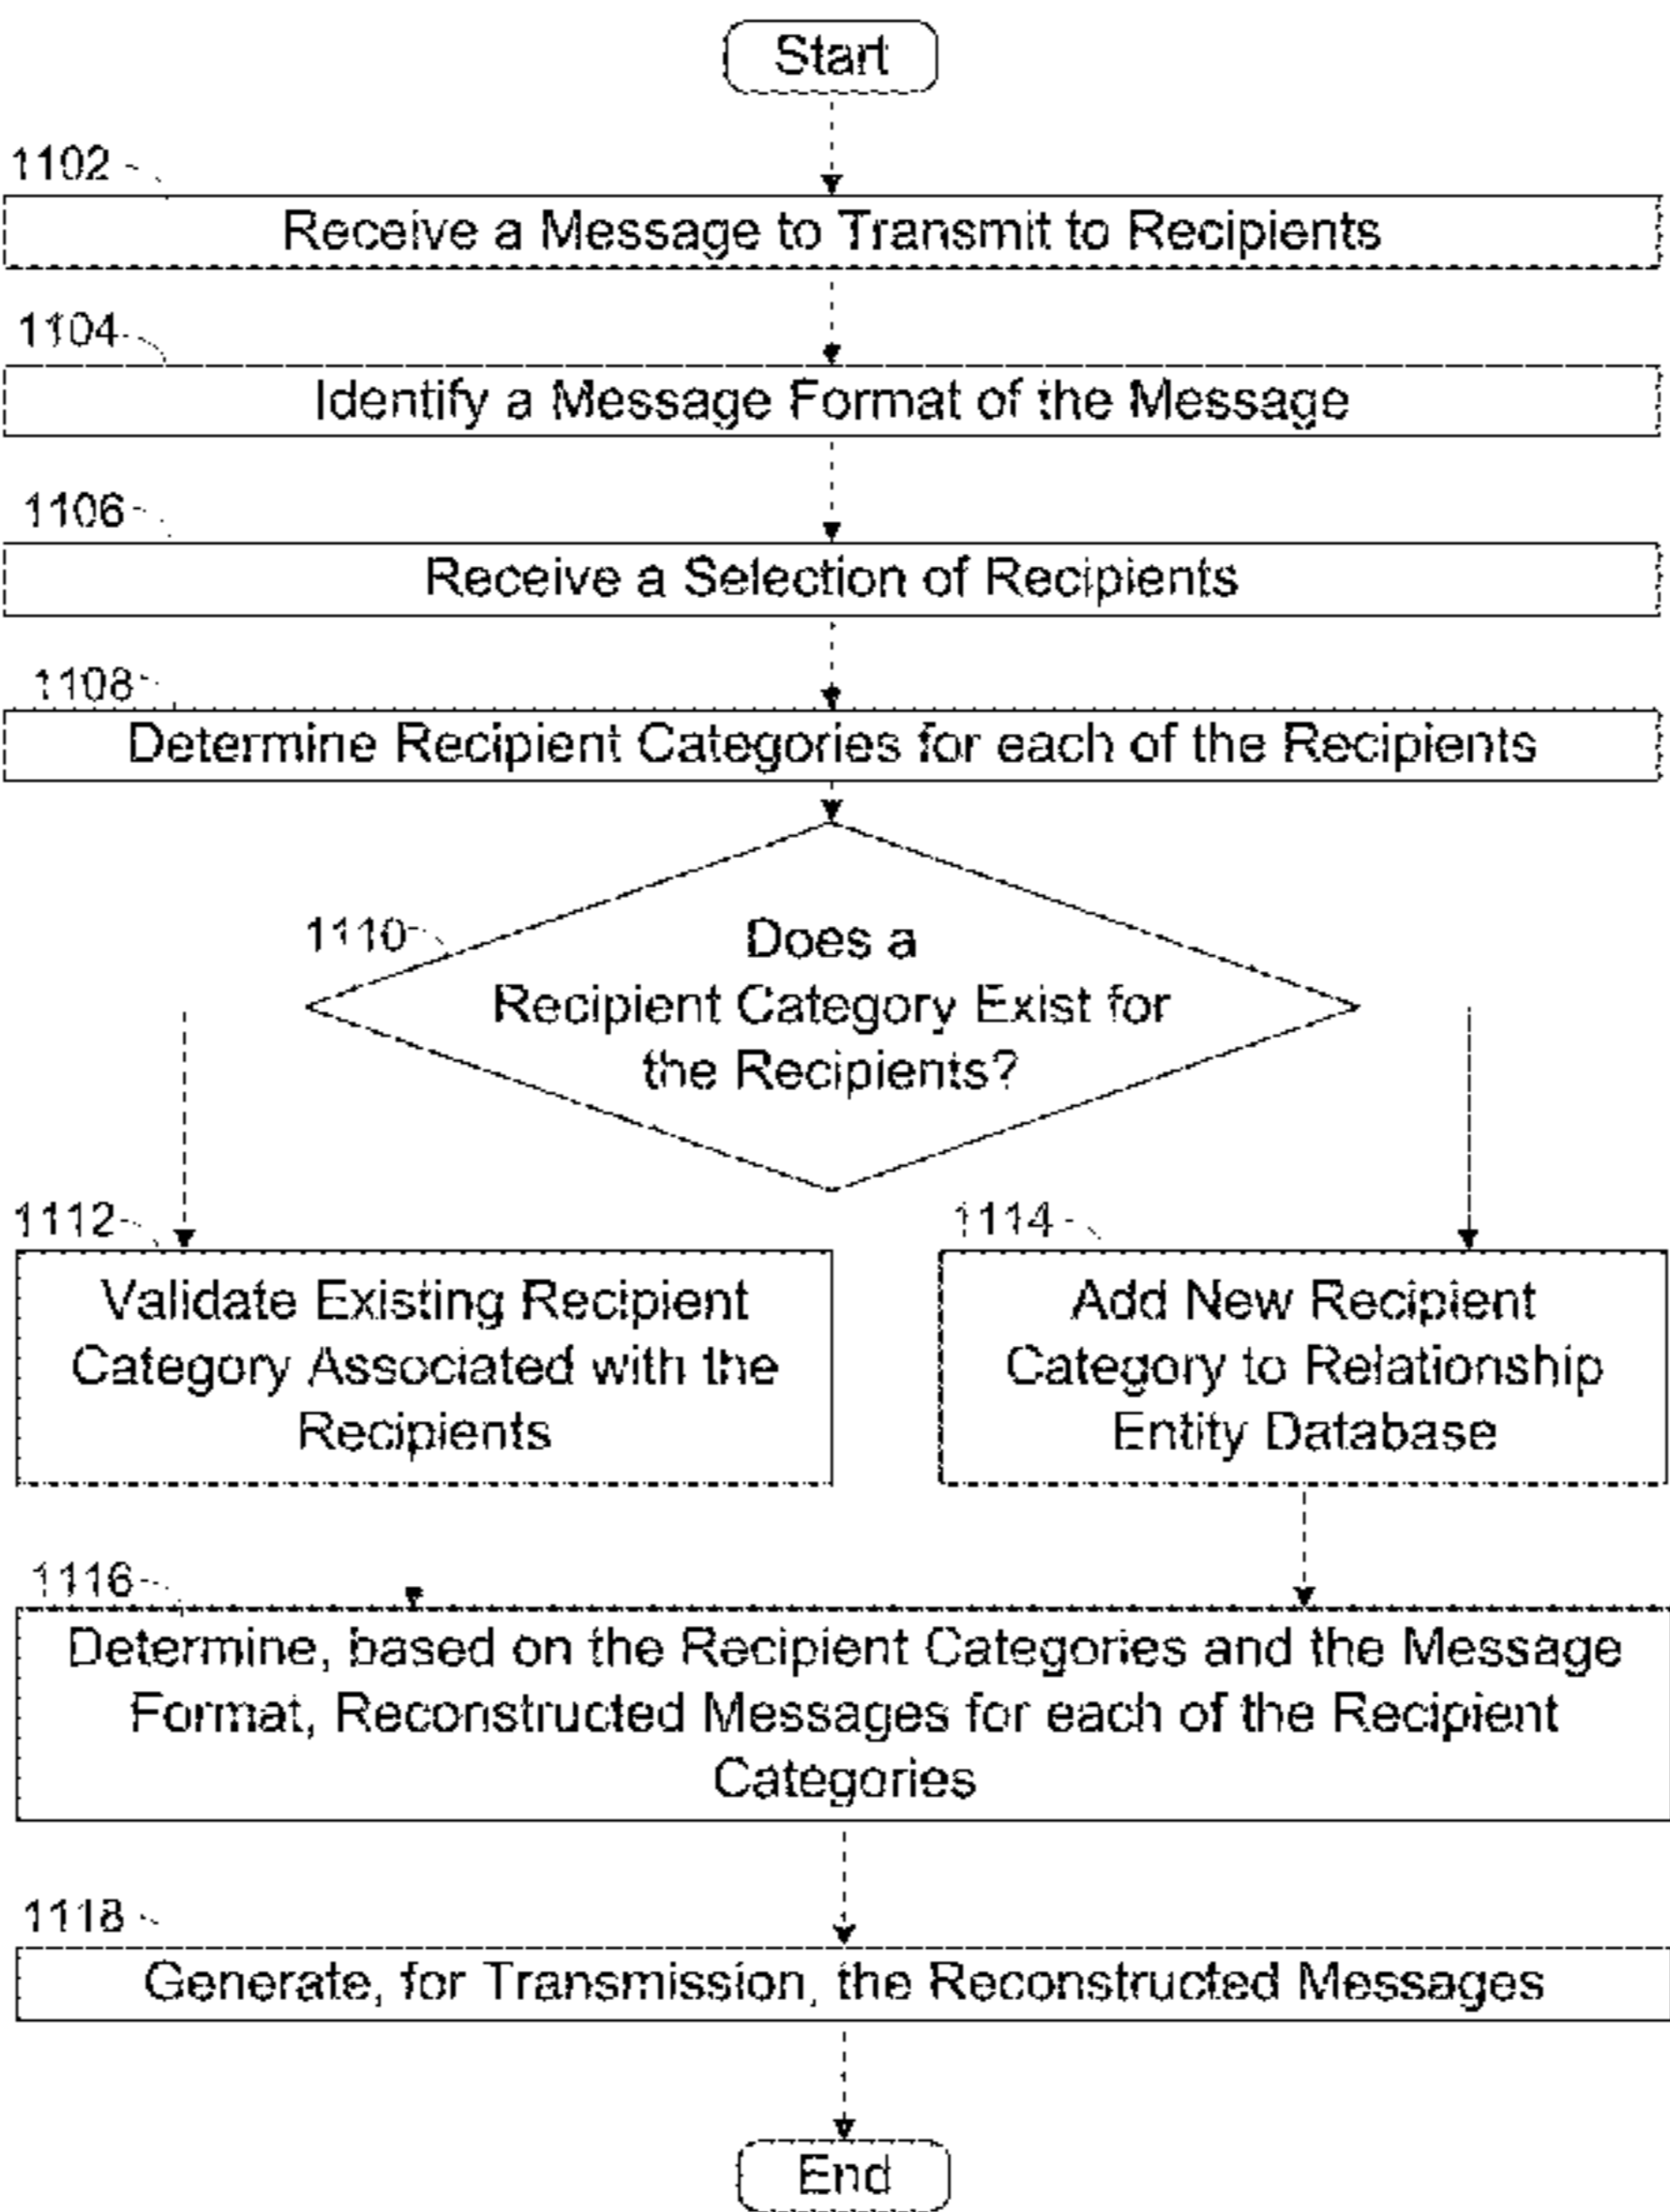 Start
1102
Receive a Message to Transmit to Recipients
1104
Identify a Message Format of the Message
1106
Receive a Selection of Recipients
1108
Determine Recipient Categories for each of the Recipients
1110
Does a
Recipient Category Exist for
the Recipients?
1112
Validate Existing Recipient
Category Associated with the
Recipients
1114
Add New Recipient
Category to Relationship
Entity Database
1116
Determine, based on the Recipient Categories and the Message
Format, Reconstructed Messages for each of the Recipient
Categories
1118
Generate, for Transmission, the Reconstructed Messages
End